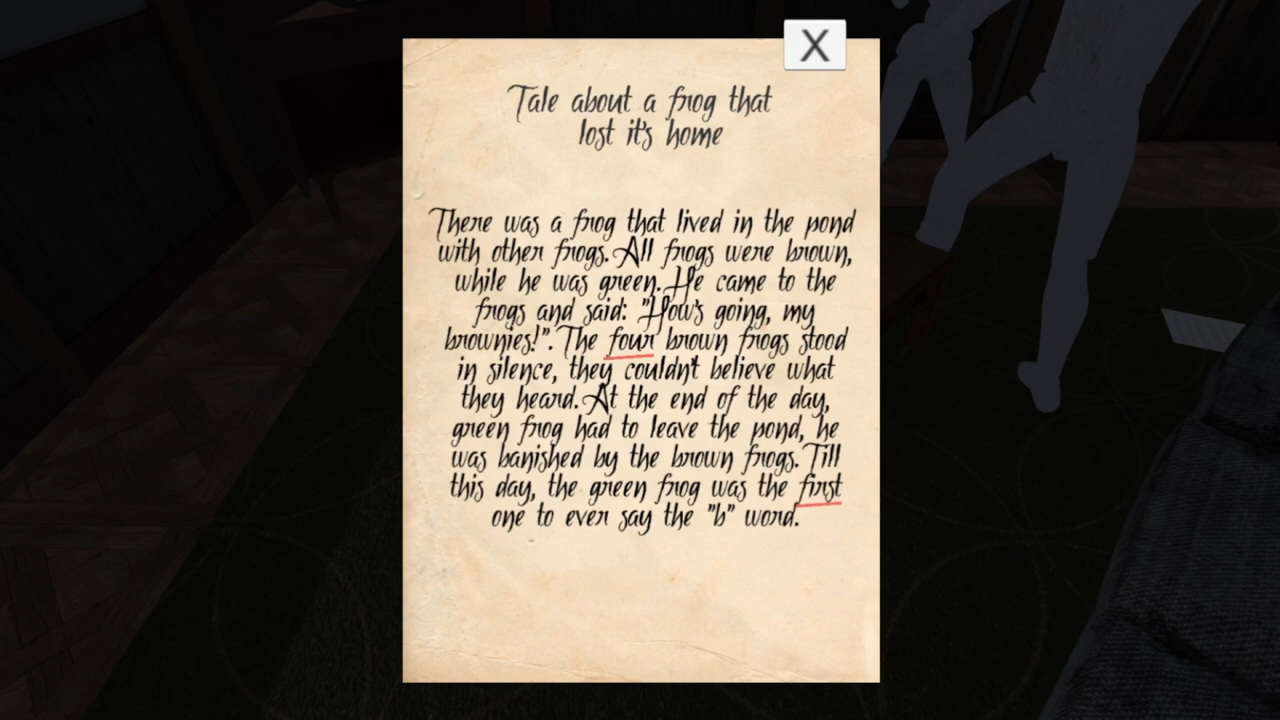 X
Tale about a frog that
lost it's home
There was a frog that lived in the pond
with other frogs. All frogs were brown,
while he was green. He came to the
frogs and said: "How's going, my
brownies!". The four brown frogs stood
in silence, they couldn't believe what
they heard. At the end of the day,
green frog had to leave the pond, he
was banished by the brown frogs. Till
this day, the green frog was the first
one to ever say the "b" word.